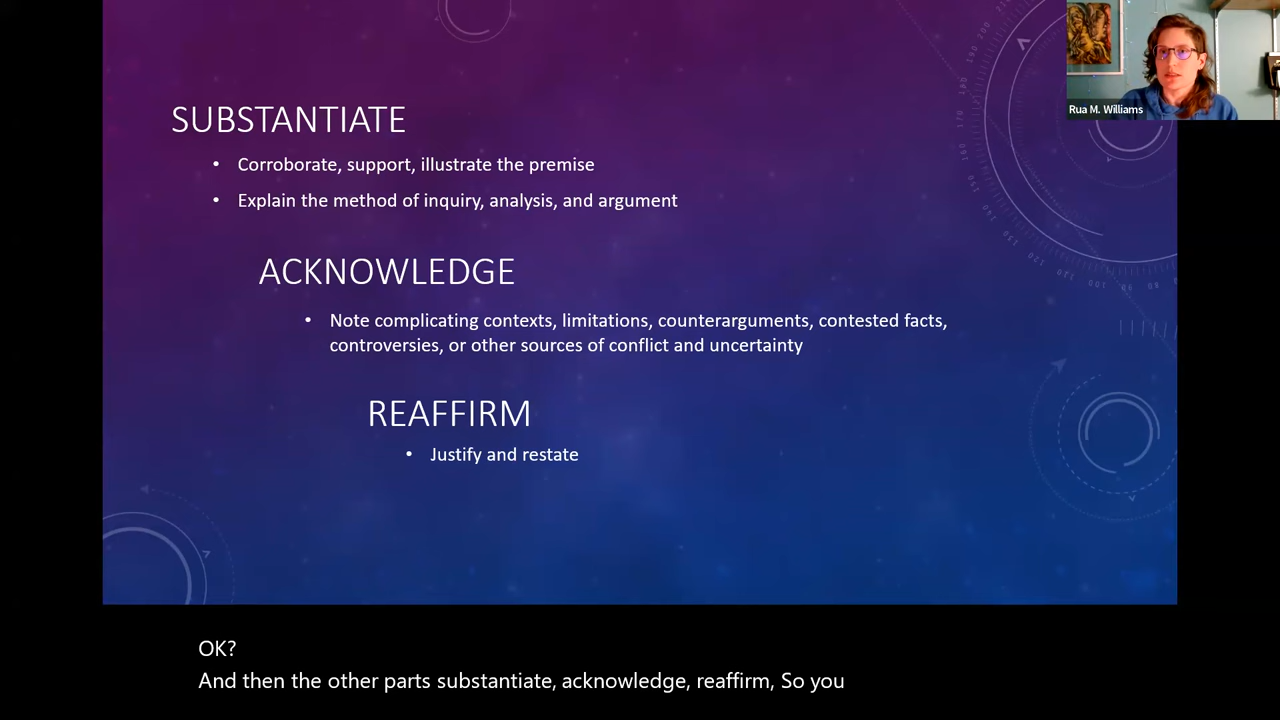 Rua M. Williams
SUBSTANTIATE
• Corroborate, support, illustrate the premise
• Explain the method of inquiry, analysis, and argument
ACKNOWLEDGE
• Note complicating contexts, limitations, counterarguments, contested facts,
controversies, or other sources of conflict and uncertainty
REAFFIRM
• Justify and restate
OK?
And then the other parts substantiate, acknowledge, reaffirm, So you